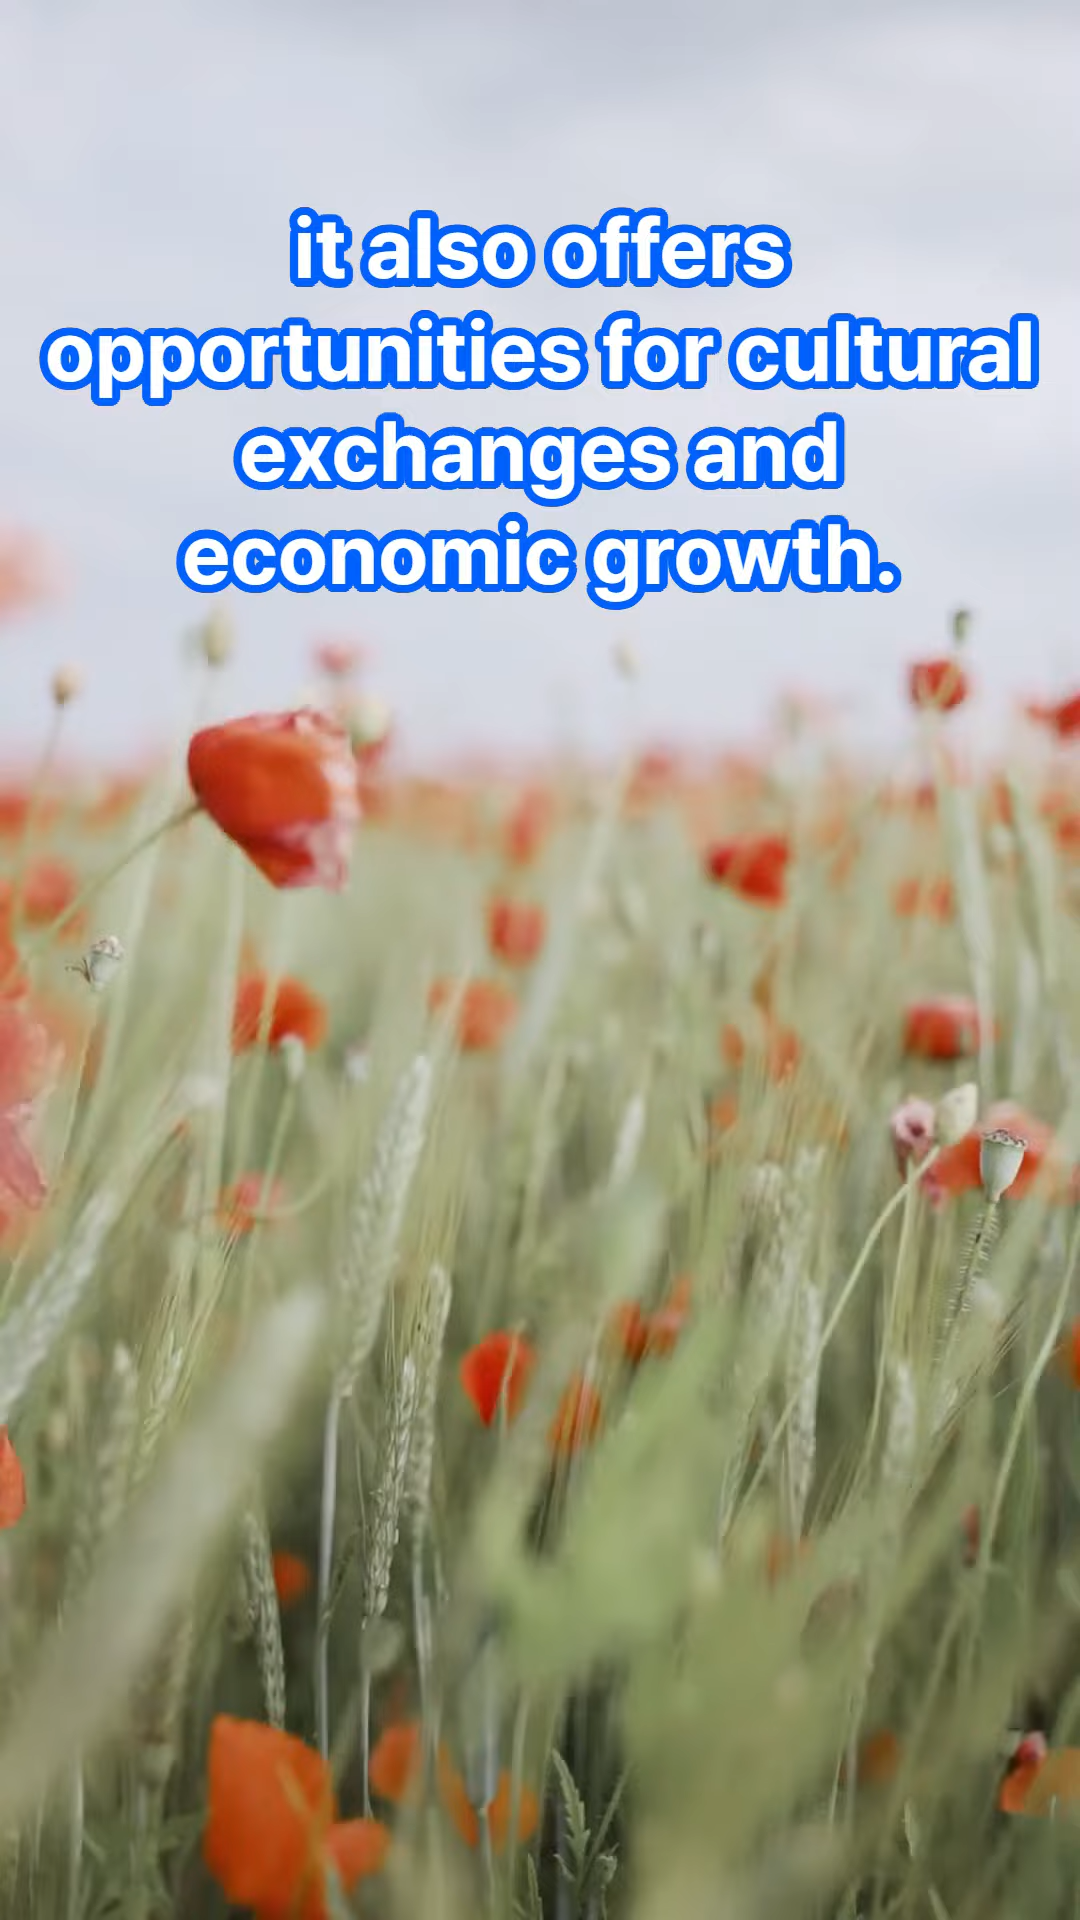 it also offers
opportunities for cultural
exchanges and
economic growth.